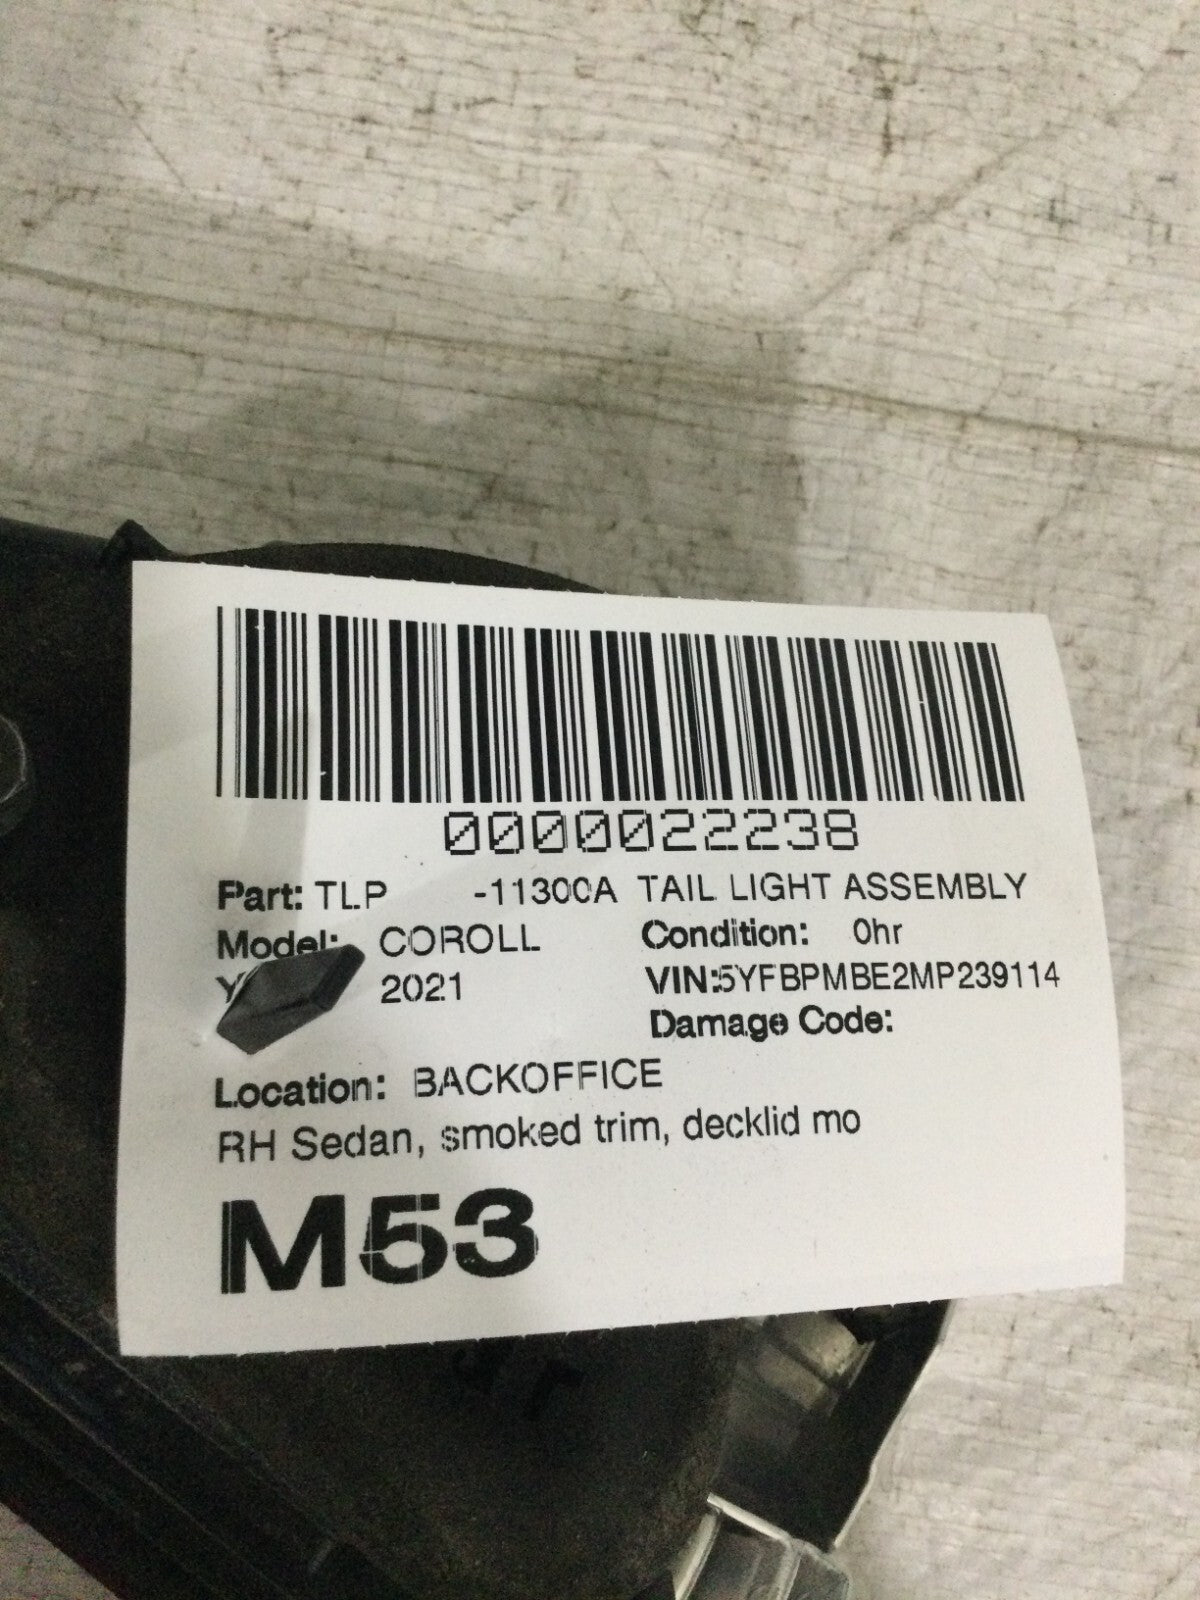 0000022238
Part: TLP -11300A TAIL LIGHT ASSEMBLY
Model: COROLL Condition: 0hr
2021 VIN:5YFBPMBE2MP239114
Damage Code:
Location: BACKOFFICE
RH Sedan, smoked trim, decklid mo
M53